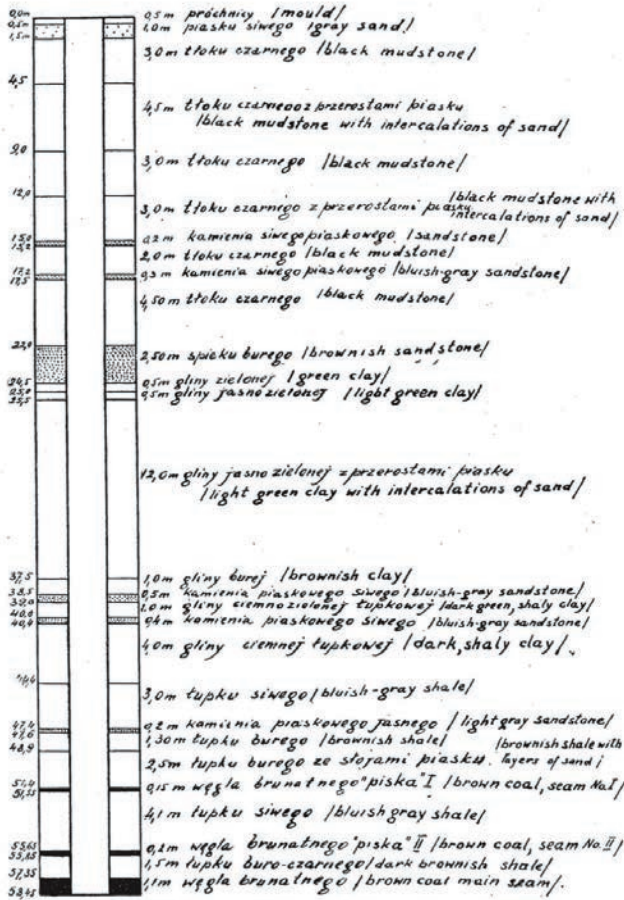 0,0m 0,5m próchnicy /mould/
0,5m 1,0m piasku siwego /gray sand/
1,5m
3,0m tłoku czarnego /black mudstone/
4,5
4,5m tłoku czarnego z przerostami piasku
/black mudstone with intercalations of sand/
9,0
3,0m tłoku czarnego /black mudstone/
12,0
3,0m tłoku czarnego z przerostami piasku /black mudstone with
intercalations of sand/
15,0 0,2m kamienia siwego piaskowego /sandstone/
15,2 2,0m tłoku czarnego /black mudstone/
17,2 0,3m kamienia siwego piaskowego /bluish-gray sandstone/
17,5
4,50m tłoku czarnego /black mudstone/
22,0
2,50m spieku burego /brownish sandstone/
24,5 0,5m gliny zielonej /green clay/
25,0 0,5m gliny jasnozielonej /light green clay/
25,5
12,0m gliny jasno zielonej z przerostami piasku
/light green clay with intercalations of sand/
37,5 1,0m gliny burej /brownish clay/
38,5 0,5m kamienia piaskowego siwego /bluish-gray sandstone/
39,0 1,0m gliny ciemnozielonej łupkowej /dark green, shaly clay/
40,0 0,4m kamienia piaskowego siwego /bluish-gray sandstone/
40,4
4,0m gliny ciemnej łupkowej /dark, shaly clay/.
44,4
3,0m łupku siwego /bluish-gray shale/
47,4 0,2m kamienia piaskowego jasnego /light gray sandstone/
47,6 1,30m łupku burego /brownish shale/
48,9 2,5m łupku burego ze słojami piasku. /brownish shale with
layers of sand/
51,4 0,15m węgla brunatnego "piska" I /brown coal, seam No. I/
51,55
4,1m łupku siwego /bluish gray shale/
55,65 0,2m węgla brunatnego "piska" II /brown coal, seam No. II/
55,85 1,5m łupku buro-czarnego /dark brownish shale/
57,35 1,1m węgla brunatnego /brown coal main seam/.
58,45